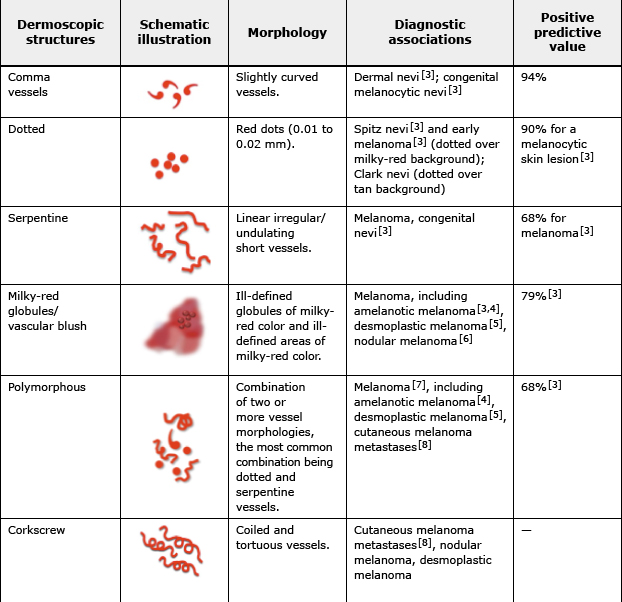 Dermoscopic structures
Schematic illustration
Morphology
Diagnostic associations
Positive predictive value
Comma vessels
Slightly curved vessels.
Dermal nevi[3]; congenital melanocytic nevi[3]
94%
Dotted
Red dots (0.01 to 0.02 mm).
Spitz nevi[3] and early melanoma[3] (dotted over milky-red background); Clark nevi (dotted over tan background)
90% for a melanocytic skin lesion[3]
Serpentine
Linear irregular/undulating short vessels.
Melanoma, congenital nevi[3]
68% for melanoma[3]
Milky-red globules/vascular blush
Ill-defined globules of milky-red color and ill-defined areas of milky-red color.
Melanoma, including amelanotic melanoma[3,4], desmoplastic melanoma[5], nodular melanoma[6]
79%[3]
Polymorphous
Combination of two or more vessel morphologies, the most common combination being dotted and serpentine vessels.
Melanoma[7], including amelanotic melanoma[4], desmoplastic melanoma[5], cutaneous melanoma metastases[8]
68%[3]
Corkscrew
Coiled and tortuous vessels.
Cutaneous melanoma metastases[8], nodular melanoma, desmoplastic melanoma
—